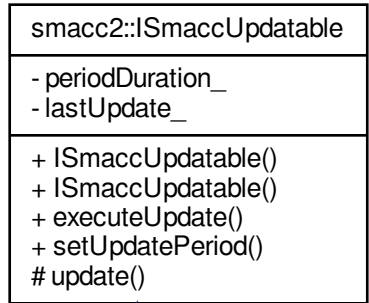 smacc2::ISmaccUpdatable
- periodDuration_
- lastUpdate_
+ ISmaccUpdatable()
+ ISmaccUpdatable()
+ executeUpdate()
+ setUpdatePeriod()
# update()